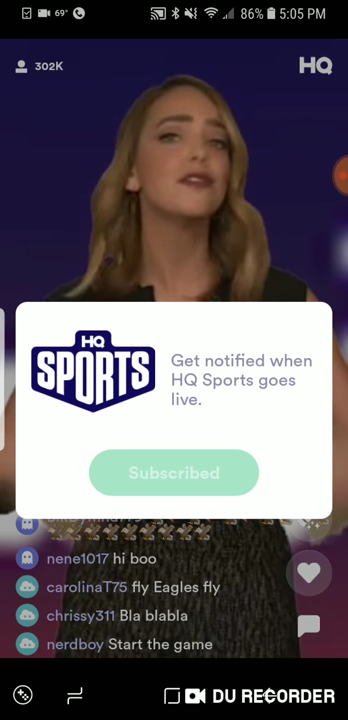 69° 86% 5:05 PM
302K HQ
HQ
SPORTS
Get notified when
HQ Sports goes
live.
Subscribed
nene1017 hi boo
carolinaT75 fly Eagles fly
chrissy311 Bla blabla
nerdboy Start the game
DU RECORDER